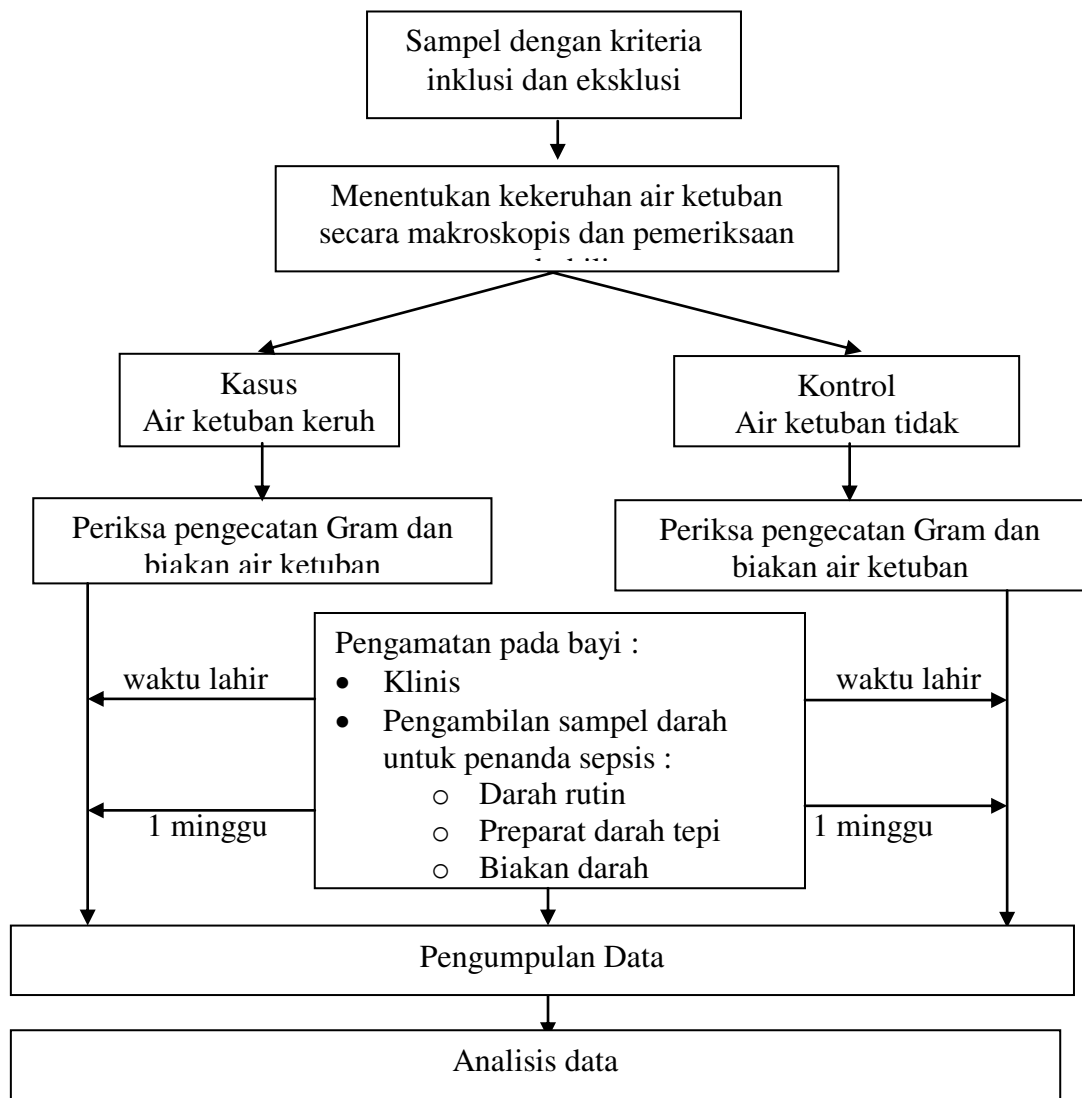 Sampel dengan kriteria
inklusi dan eksklusi
Menentukan kekeruhan air ketuban
secara makroskopis dan pemeriksaan
Kasus
Air ketuban keruh
Kontrol
Air ketuban tidak
Periksa pengecatan Gram dan
biakan air ketuban
Periksa pengecatan Gram dan
biakan air ketuban
Pengamatan pada bayi :
• Klinis
• Pengambilan sampel darah
untuk penanda sepsis :
o Darah rutin
o Preparat darah tepi
o Biakan darah
waktu lahir
waktu lahir
1 minggu
1 minggu
Pengumpulan Data
Analisis data